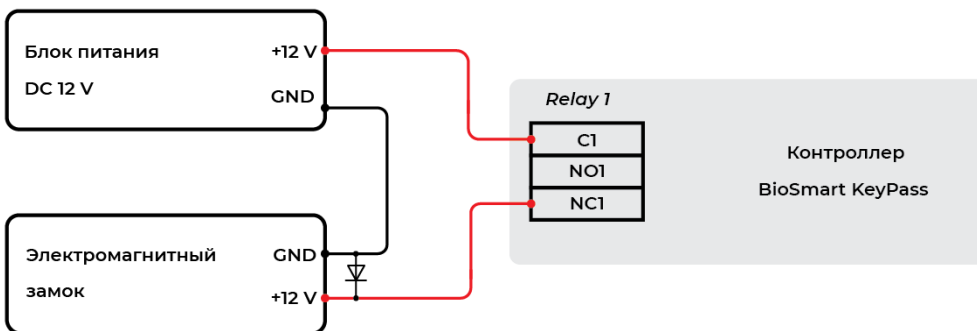 Блок питания
DC 12 V
+12 V
GND
Relay 1
C1
NO1
NC1
Контроллер
BioSmart KeyPass
Электромагнитный
замок
GND
+12 V